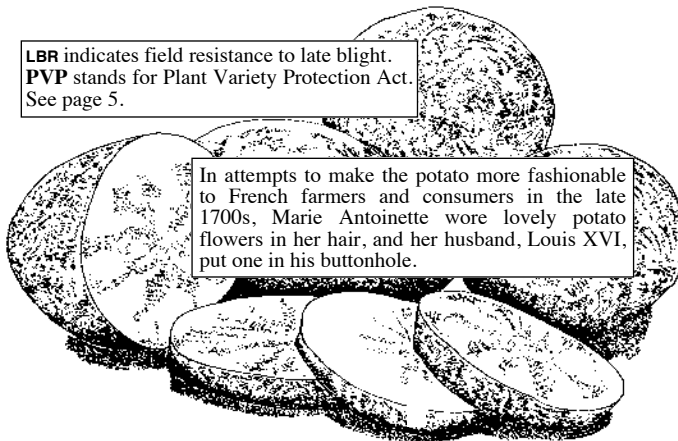 LBR indicates field resistance to late blight.
PVP stands for Plant Variety Protection Act.
See page 5.
In attempts to make the potato more fashionable
to French farmers and consumers in the late
1700s, Marie Antoinette wore lovely potato
flowers in her hair, and her husband, Louis XVI,
put one in his buttonhole.